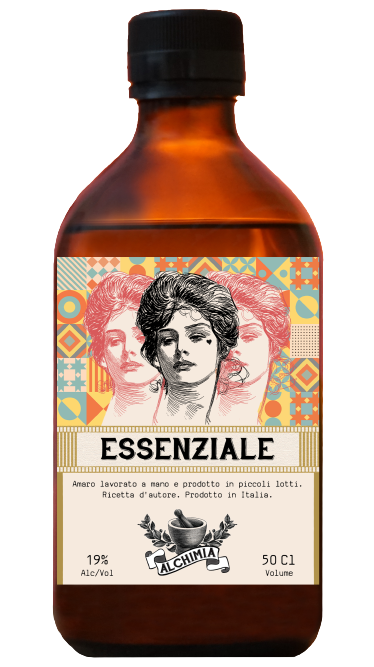 ESSENZIALE
Amaro lavorato a mano e prodotto in piccoli lotti.
Ricetta d'autore. Prodotto in Italia.
ALCHIMIA
19%
Alc/Vol
50 Cl
Volume